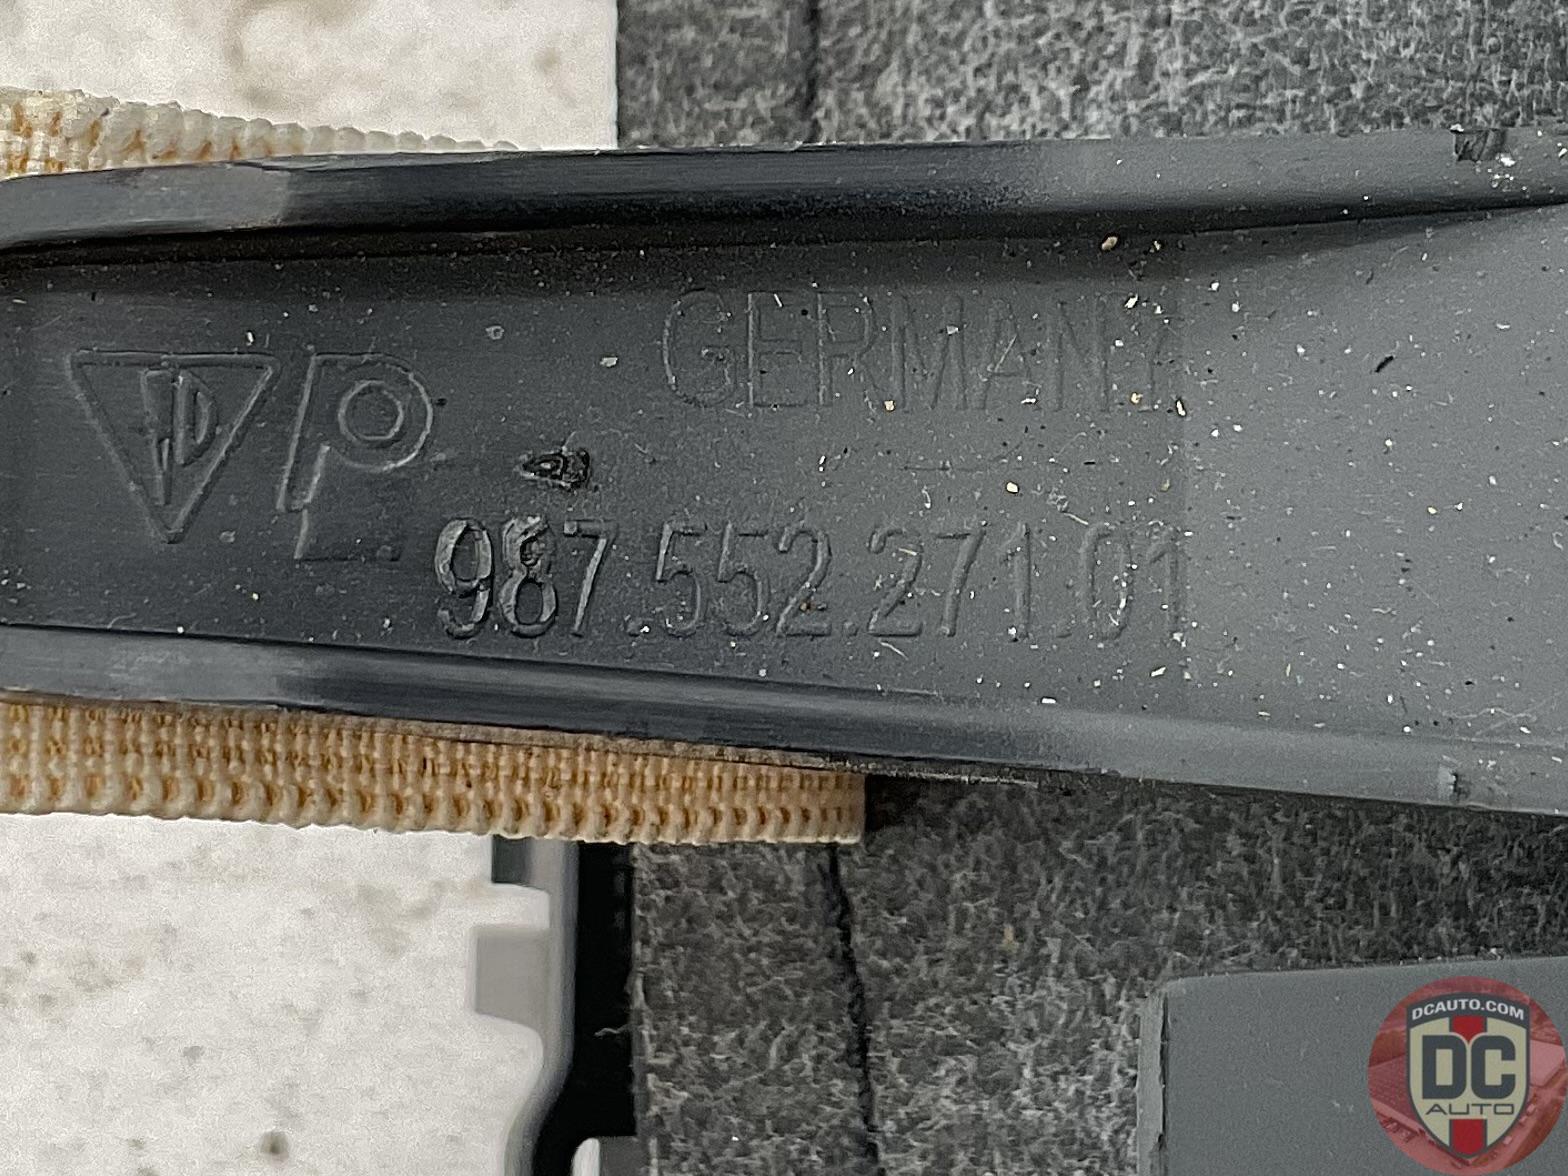 GERMANY
987.552.271.01
DCAUTO.COM
DC
AUTO